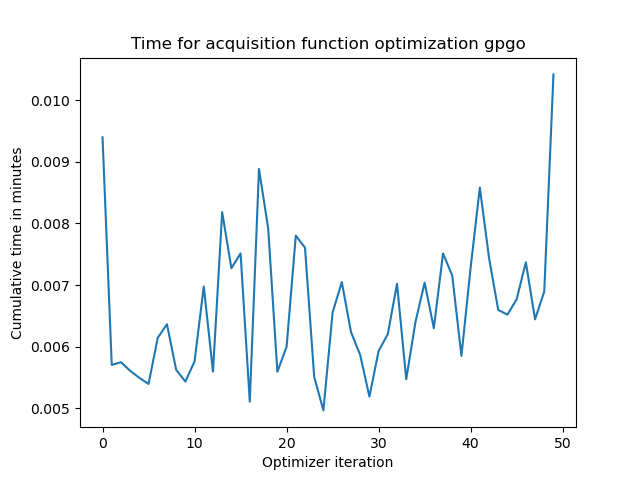 Time for acquisition function optimization gpgo
Cumulative time in minutes
0.010
0.009
0.008
0.007
0.006
0.005
0 10 20 30 40 50
Optimizer iteration